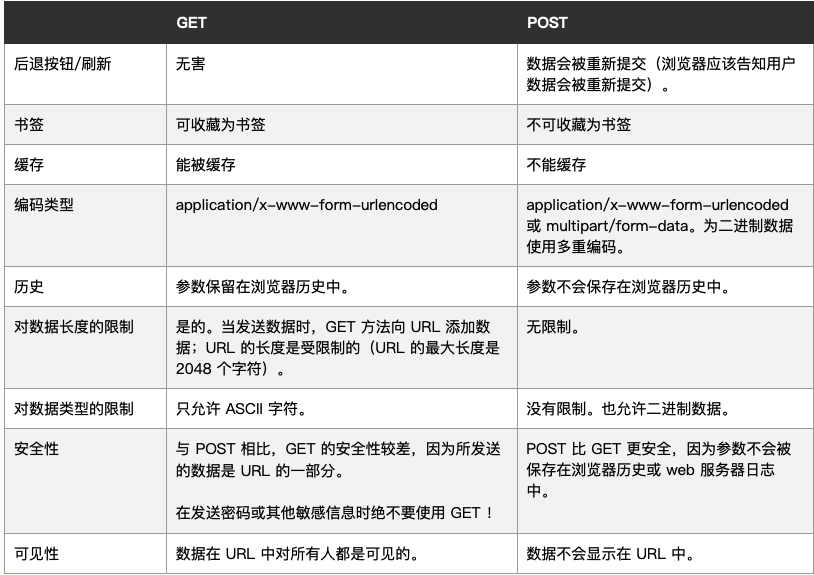 GET
POST
后退按钮/刷新
无害
数据会被重新提交（浏览器应该告知用户
数据会被重新提交）。
书签
可收藏为书签
不可收藏为书签
缓存
能被缓存
不能缓存
编码类型
application/x-www-form-urlencoded
application/x-www-form-urlencoded
或 multipart/form-data。为二进制数据
使用多重编码。
历史
参数保留在浏览器历史中。
参数不会保存在浏览器历史中。
对数据长度的限制
是的。当发送数据时，GET 方法向 URL 添加数
据；URL 的长度是受限制的（URL 的最大长度是
2048 个字符）。
无限制。
对数据类型的限制
只允许 ASCII 字符。
没有限制。也允许二进制数据。
安全性
与 POST 相比，GET 的安全性较差，因为所发送
的数据是 URL 的一部分。
在发送密码或其他敏感信息时绝不要使用 GET ！
POST 比 GET 更安全，因为参数不会被
保存在浏览器历史或 web 服务器日志
中。
可见性
数据在 URL 中对所有人都是可见的。
数据不会显示在 URL 中。